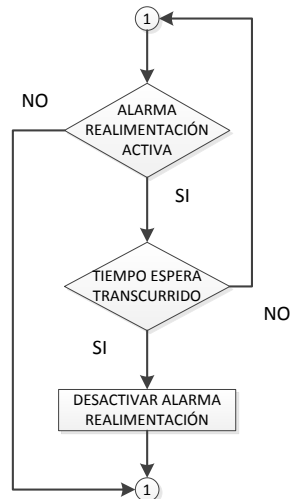 1
NO
ALARMA
REALIMENTACIÓN
ACTIVA
SI
TIEMPO ESPERA
TRANSCURRIDO
NO
SI
DESACTIVAR ALARMA
REALIMENTACIÓN
1